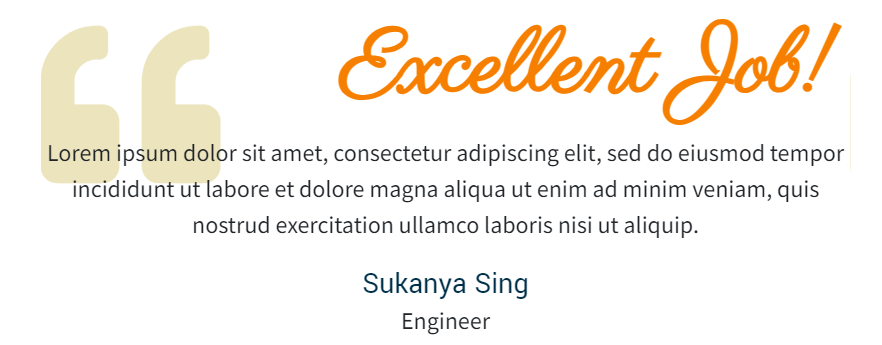 Excellent Job!
Lorem ipsum dolor sit amet, consectetur adipiscing elit, sed do eiusmod tempor
incididunt ut labore et dolore magna aliqua ut enim ad minim veniam, quis
nostrud exercitation ullamco laboris nisi ut aliquip.
Sukanya Sing
Engineer